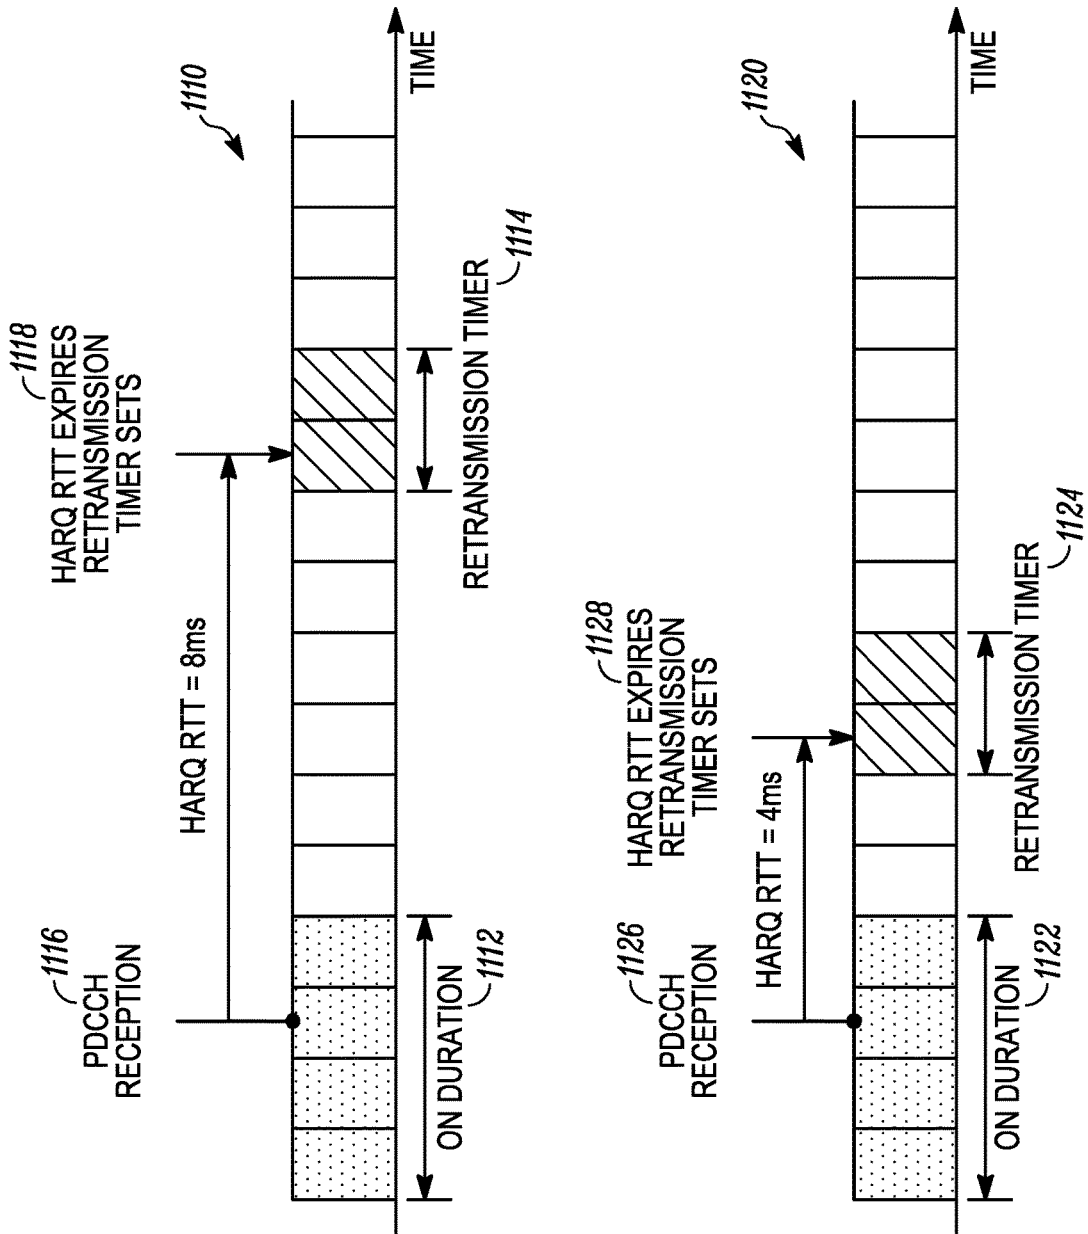 1110
1116
PDCCH
RECEPTION
HARQ RTT = 8ms
1118
HARQ RTT EXPIRES
RETRANSMISSION
TIMER SETS
TIME
ON DURATION
1112
RETRANSMISSION TIMER
1114
1120
1126
PDCCH
RECEPTION
HARQ RTT = 4ms
1128
HARQ RTT EXPIRES
RETRANSMISSION
TIMER SETS
TIME
ON DURATION
1122
RETRANSMISSION TIMER
1124